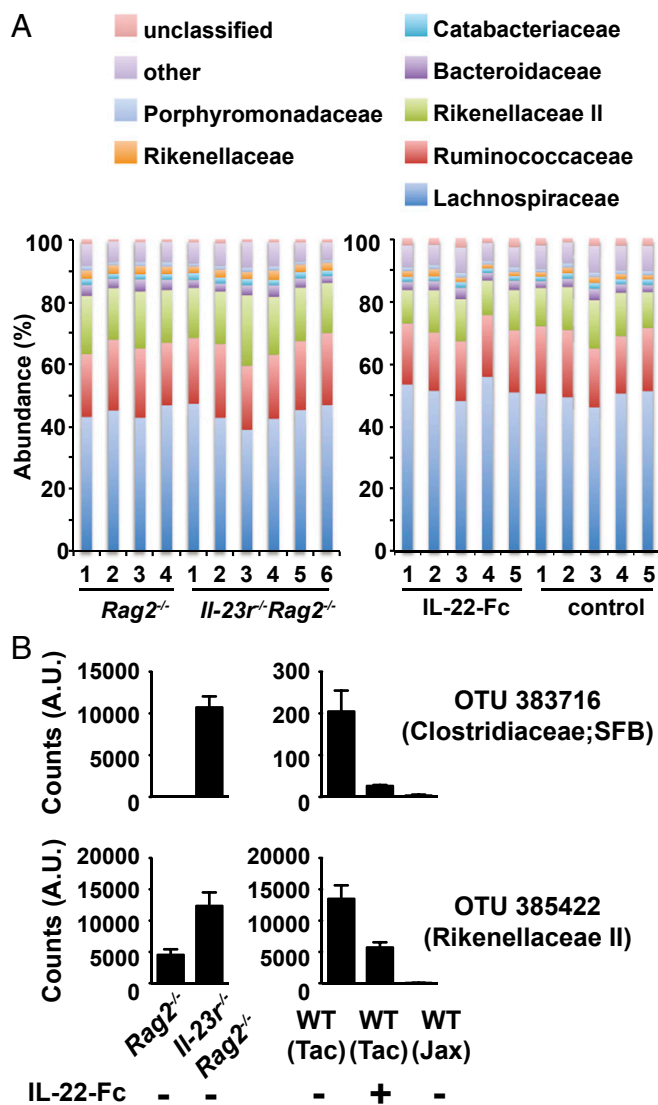 A
unclassified
other
Porphyromonadaceae
Rikenellaceae
Catabacteriaceae
Bacteroidaceae
Rikenellaceae II
Ruminococcaceae
Lachnospiraceae
Abundance (%)
100
80
60
40
20
0
1 2 3 4 1 2 3 4 5 6
Rag2-/- Il-23r-/-Rag2-/-
100
80
60
40
20
0
1 2 3 4 5 1 2 3 4 5
IL-22-Fc control
B
Counts (A.U.)
15000
10000
5000
0
300
200
100
0
OTU 383716
(Clostridiaceae;SFB)
Counts (A.U.)
20000
15000
10000
5000
0
20000
15000
10000
5000
0
OTU 385422
(Rikenellaceae II)
Rag2-/-
Il-23r-/-
Rag2-/-
WT WT WT
(Tac) (Tac) (Jax)
IL-22-Fc - - - + -